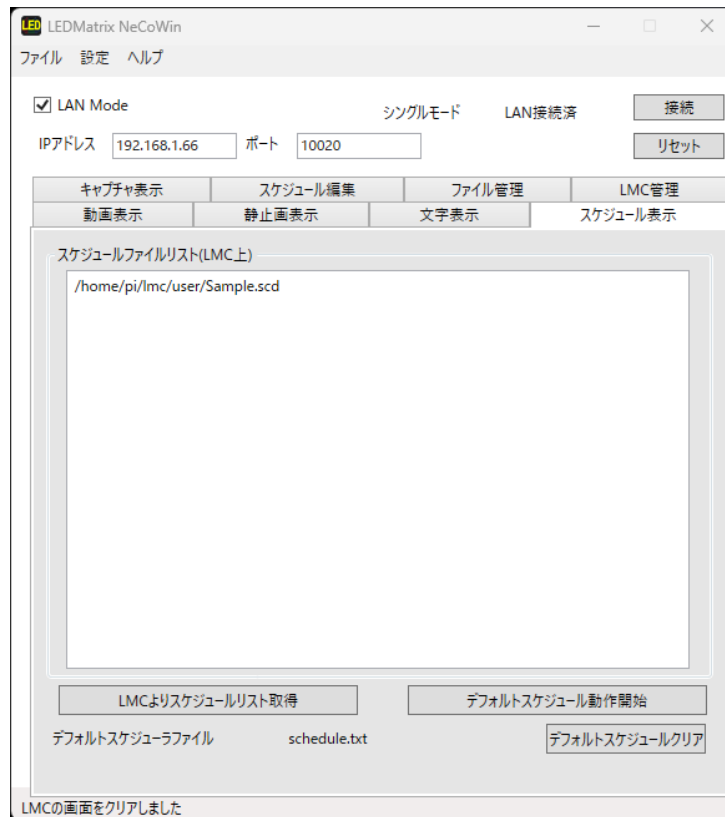 LED LEDMatrix NeCoWin
ファイル 設定 ヘルプ
LAN Mode シングルモード LAN接続済 接続
IPアドレス 192.168.1.66 ポート 10020 リセット
キャプチャ表示 スケジュール編集 ファイル管理 LMC管理
動画表示 静止画表示 文字表示 スケジュール表示
スケジュールファイルリスト(LMC上)
/home/pi/lmc/user/Sample.scd
LMCよりスケジュールリスト取得 デフォルトスケジュール動作開始
デフォルトスケジューラファイル schedule.txt デフォルトスケジュールクリア
LMCの画面をクリアしました